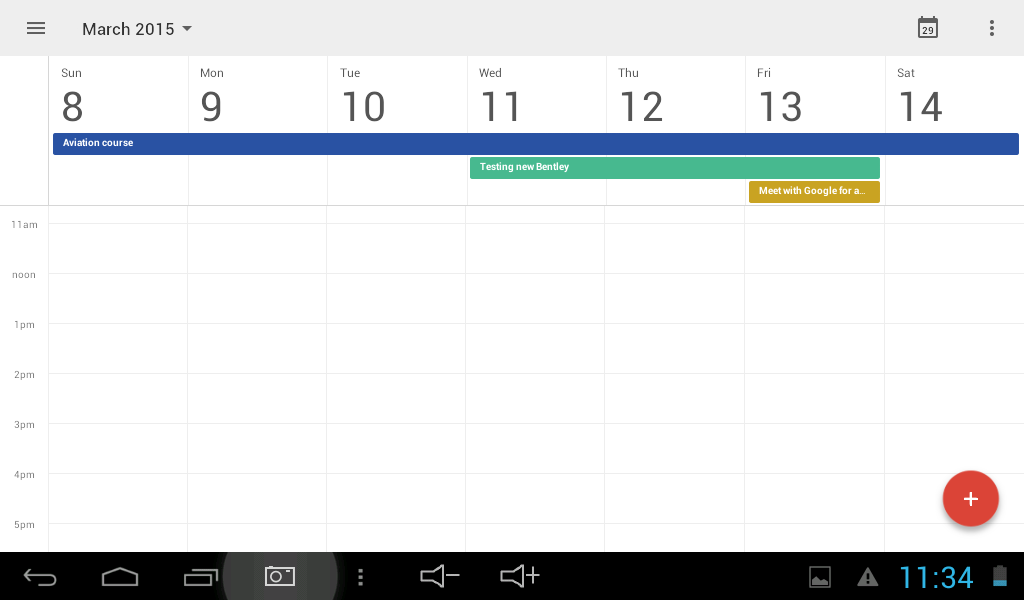 March 2015
29
Sun Mon Tue Wed Thu Fri Sat
8 9 10 11 12 13 14
Aviation course
Testing new Bentley
Meet with Google for a...
11am
noon
1pm
2pm
3pm
4pm
5pm
11:34